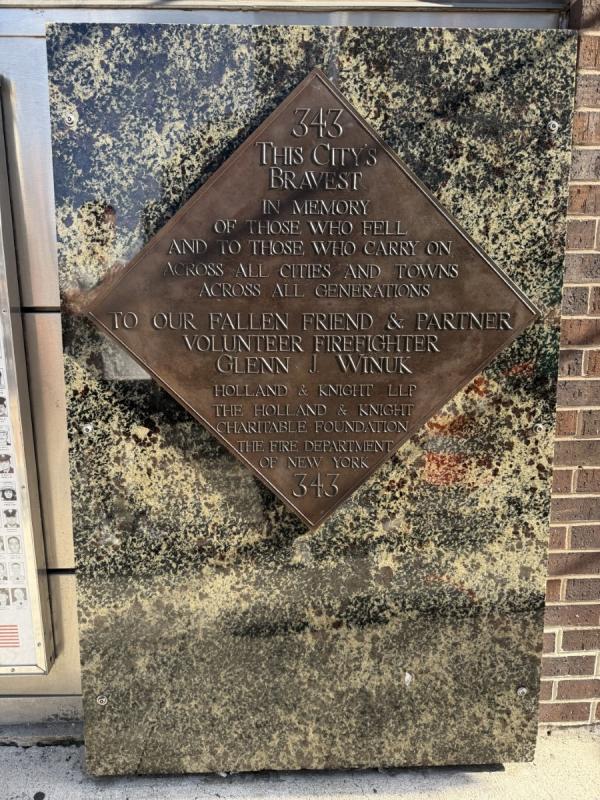 343
THIS CITY'S
BRAVEST
IN MEMORY
OF THOSE WHO FELL
AND TO THOSE WHO CARRY ON
ACROSS ALL CITIES AND TOWNS
ACROSS ALL GENERATIONS
TO OUR FALLEN FRIEND & PARTNER
VOLUNTEER FIREFIGHTER
GLENN J WINUK
HOLLAND & KNIGHT LLP
THE HOLLAND & KNIGHT
CHARITABLE FOUNDATION
THE FIRE DEPARTMENT
OF NEW YORK
343